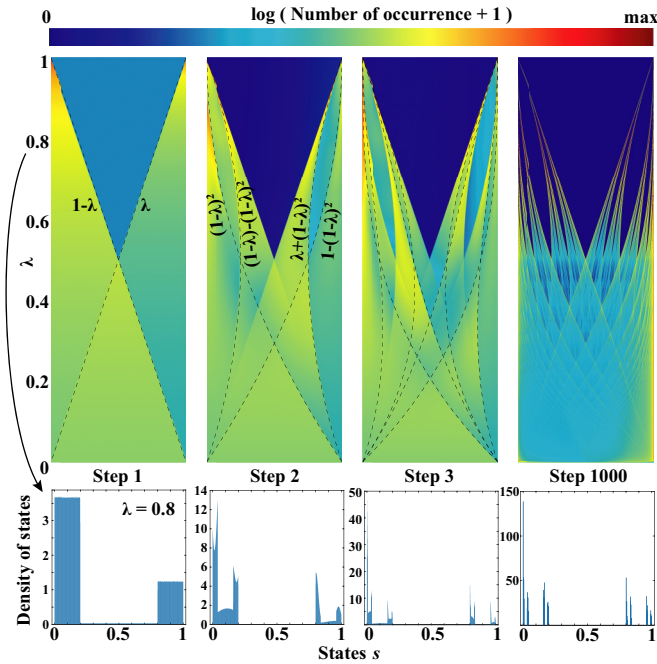 log ( Number of occurrence + 1 )
0 max
1
0.8
0.6
0.4
0.2
0
λ
1-λ λ
(1-λ)²
(1-λ)-(1-λ)²
λ+(1-λ)²
1-(1-λ)²
Step 1 Step 2 Step 3 Step 1000
Density of states
3
2
1
0
λ = 0.8
0 0.5 1
14
12
10
8
6
4
2
0
0 0.5 1
50
40
30
20
10
0
0 0.5 1
150
100
50
0 0.5 1
States s